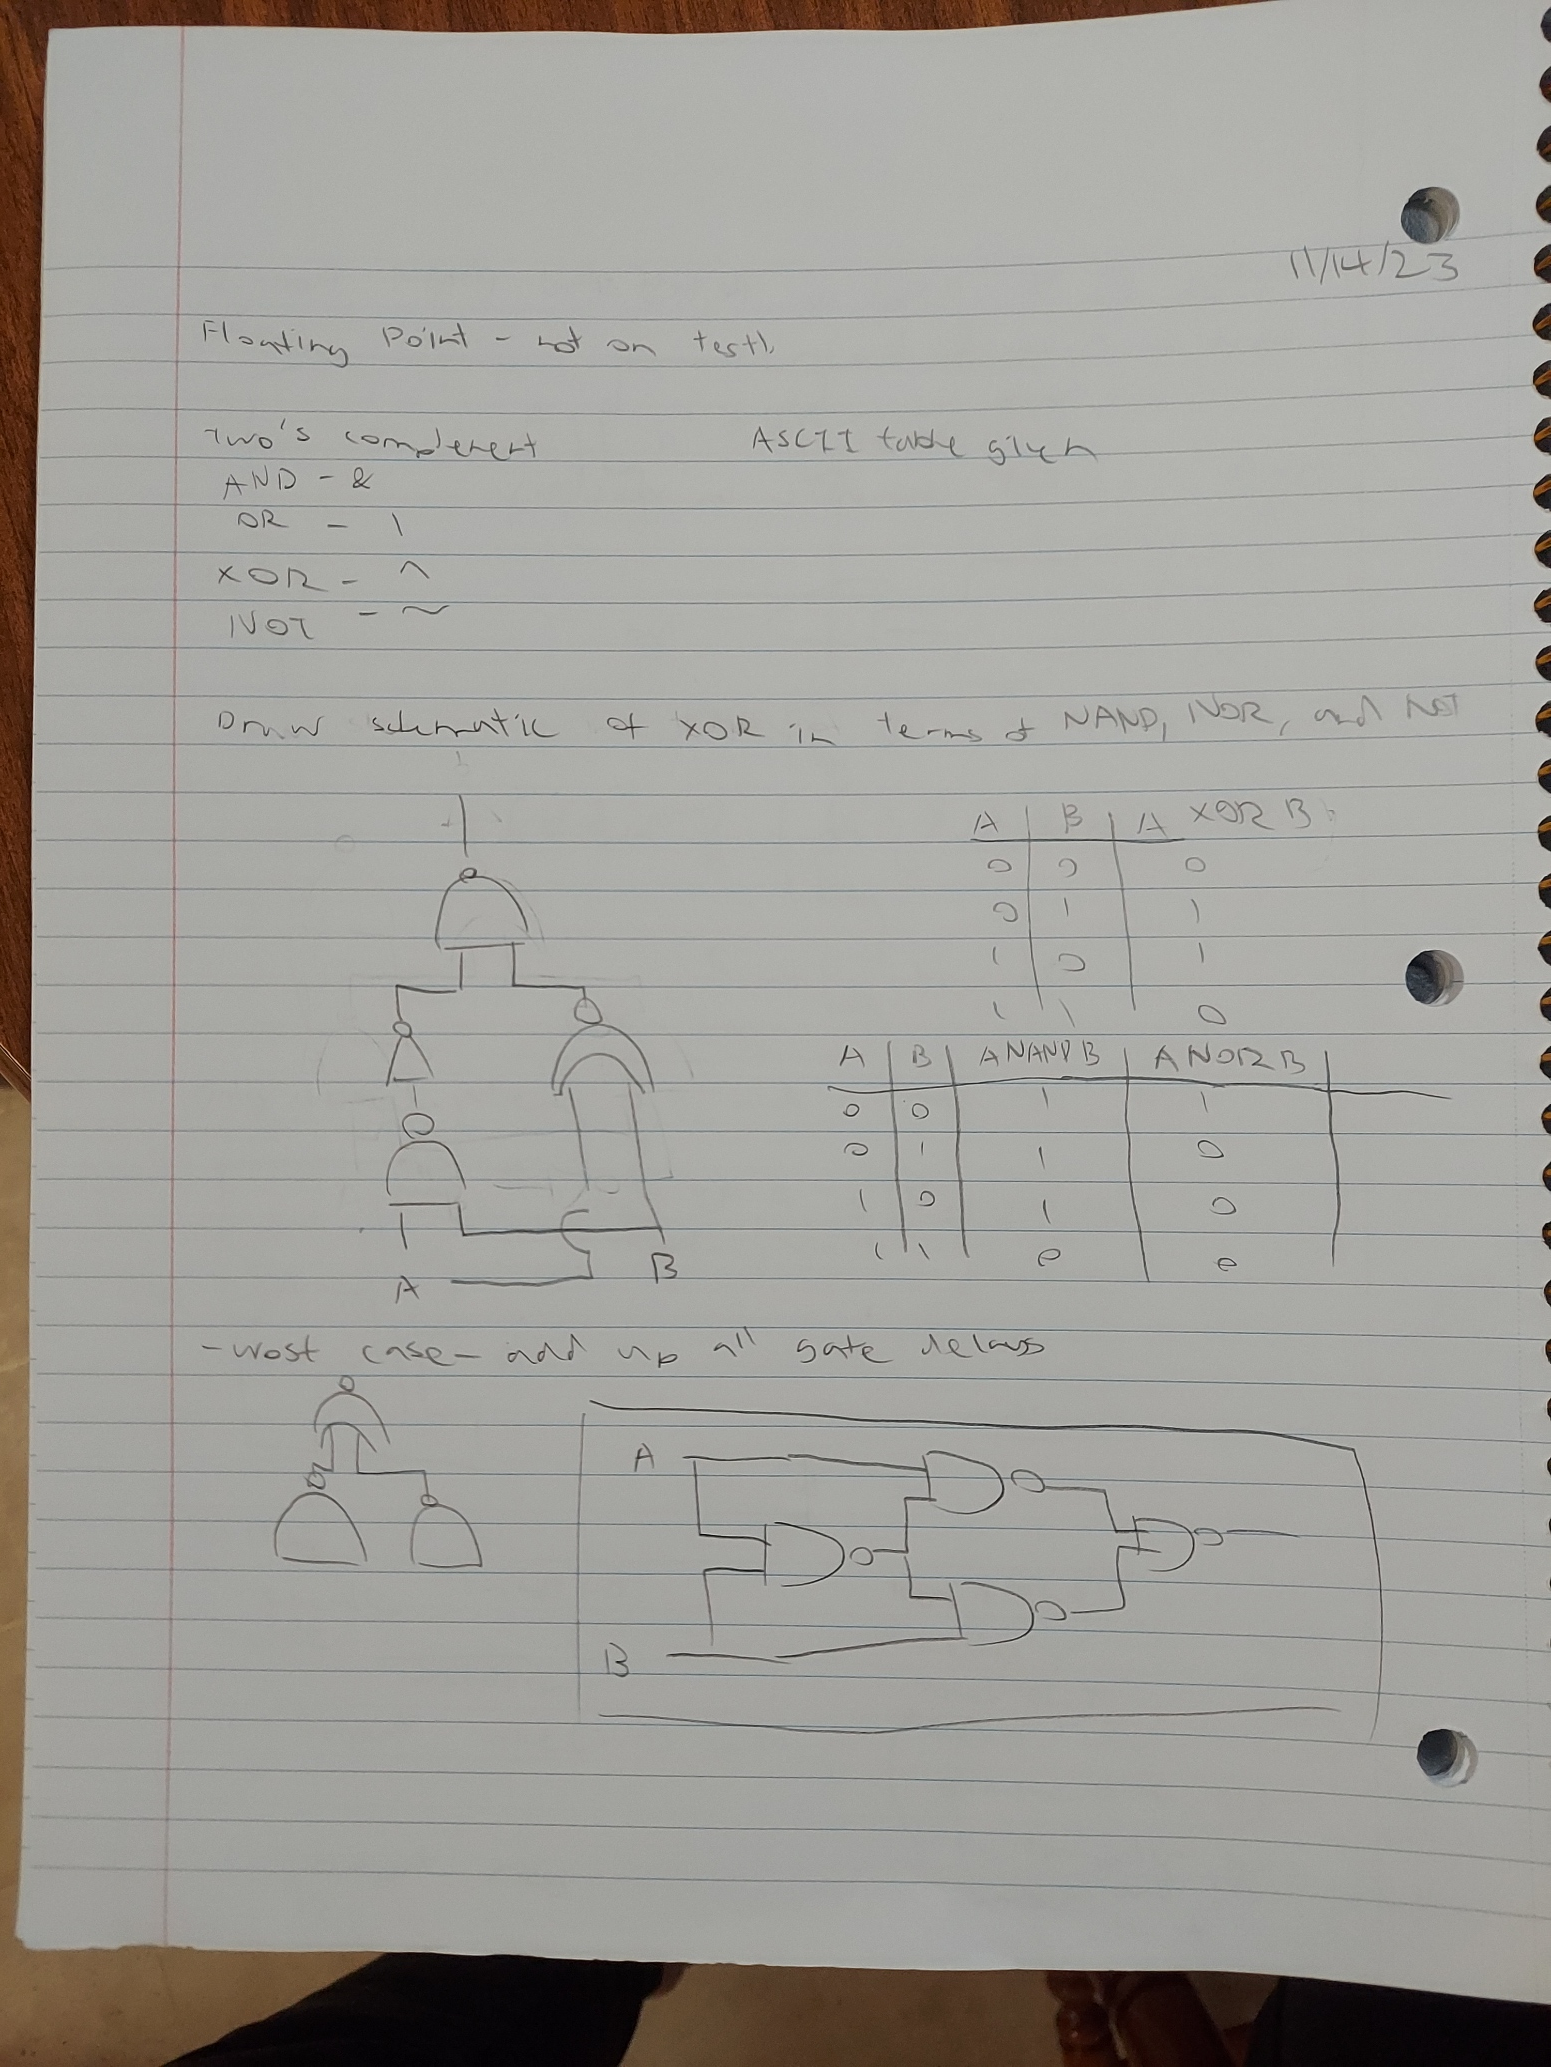 11/14/23
Floating Point - not on test1
Two's complement ASCII table given
AND - &
OR - |
XOR - ^
NOT - ~
Draw schematic of XOR in terms of NAND, NOR, and NOT
A B A XOR B
0 0 0
0 1 1
1 0 1
1 1 0
A B A NAND B A NOR B
0 0 1 1
0 1 1 0
1 0 1 0
1 1 0 0
A B
- worst case - add up all gate delays
A
B